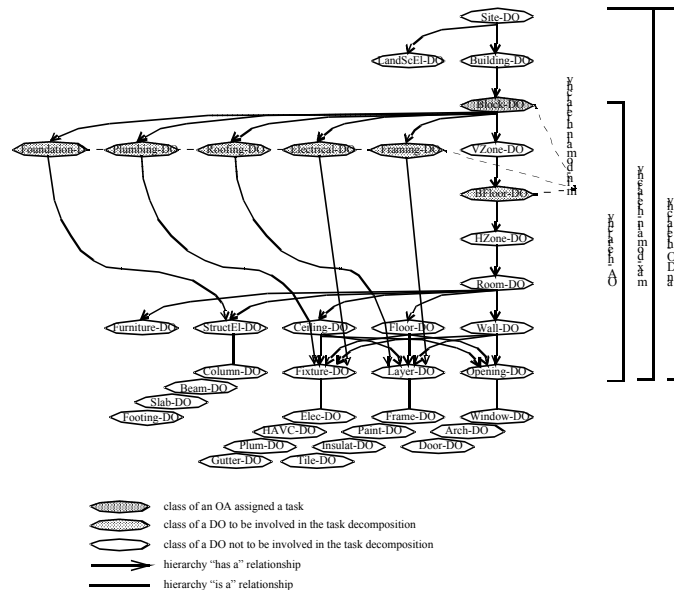 Site-DO
LandScEl-DO
Building-DO
Block-DO
Foundation-DO
Plumbiing-DO
Roofing-DO
Electrical-DO
Framing-DO
VZone-DO
BFloor-DO
HZone-DO
Room-DO
Furniture-DO
StructEl-DO
Ceiling-DO
Floor-DO
Wall-DO
Column-DO
Fixture-DO
Layer-DO
Opening-DO
Beam-DO
Slab-DO
Footing-DO
Elec-DO
Frame-DO
Window-DO
HAVC-DO
Paint-DO
Arch-DO
Plum-DO
Insulat-DO
Door-DO
Gutter-DO
Tile-DO
class of an OA assigned a task
class of a DO to be involved in the task decomposition
class of a DO not to be involved in the task decomposition
hierarchy “has a” relationship
hierarchy “is a” relationship